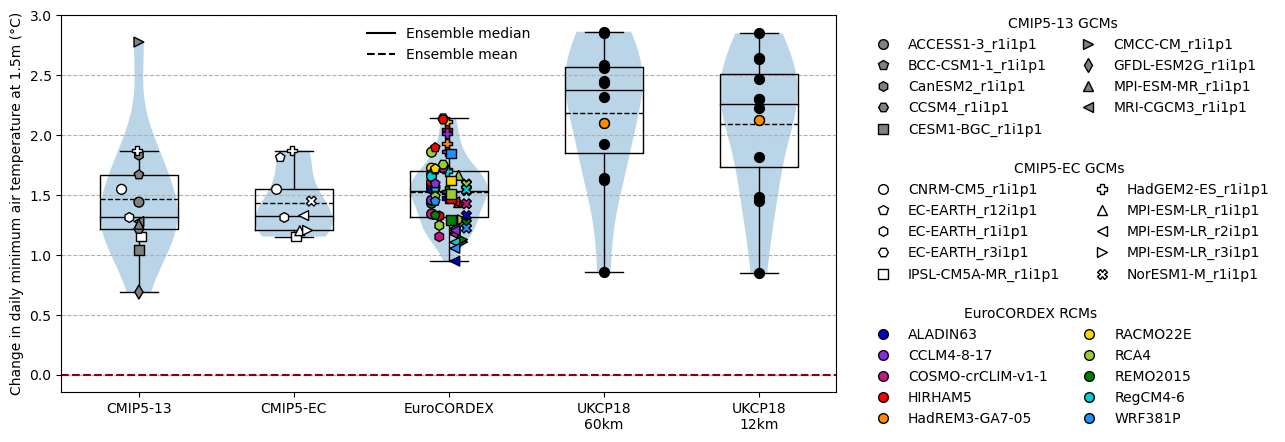 Change in daily minimum air temperature at 1.5m (°C)
3.0
2.5
2.0
1.5
1.0
0.5
0.0
Ensemble median
Ensemble mean
CMIP5-13
CMIP5-EC
EuroCORDEX
UKCP18
60km
UKCP18
12km
CMIP5-13 GCMs
ACCESS1-3_r1i1p1
BCC-CSM1-1_r1i1p1
CanESM2_r1i1p1
CCSM4_r1i1p1
CESM1-BGC_r1i1p1
CMCC-CM_r1i1p1
GFDL-ESM2G_r1i1p1
MPI-ESM-MR_r1i1p1
MRI-CGCM3_r1i1p1
CMIP5-EC GCMs
CNRM-CM5_r1i1p1
EC-EARTH_r12i1p1
EC-EARTH_r1i1p1
EC-EARTH_r3i1p1
IPSL-CM5A-MR_r1i1p1
HadGEM2-ES_r1i1p1
MPI-ESM-LR_r1i1p1
MPI-ESM-LR_r2i1p1
MPI-ESM-LR_r3i1p1
NorESM1-M_r1i1p1
EuroCORDEX RCMs
ALADIN63
CCLM4-8-17
COSMO-crCLIM-v1-1
HIRHAM5
HadREM3-GA7-05
RACMO22E
RCA4
REMO2015
RegCM4-6
WRF381P